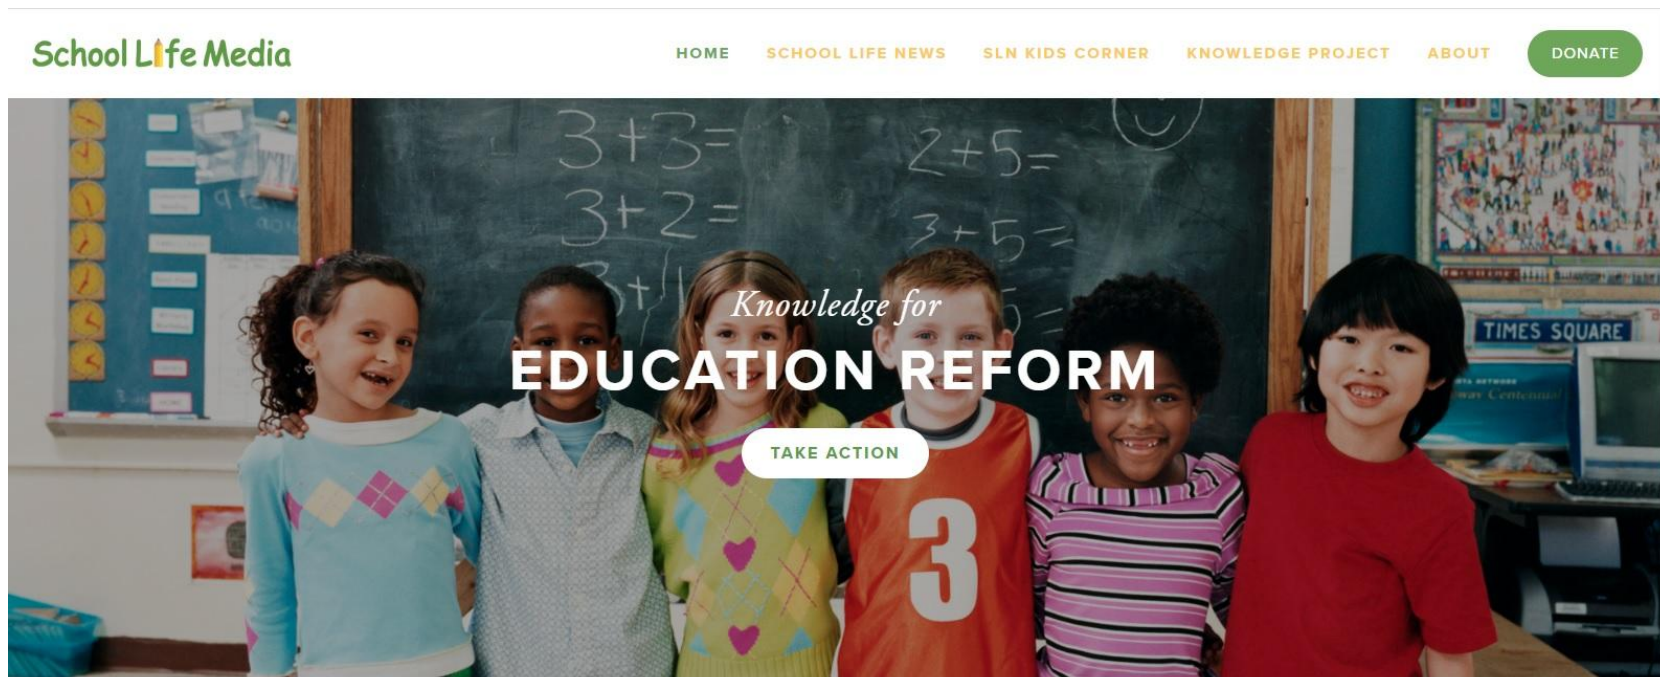 School Life Media
HOME
SCHOOL LIFE NEWS
SLN KIDS CORNER
KNOWLEDGE PROJECT
ABOUT
DONATE
3+3=
2+5=
3+2=
3+5=
Knowledge for
EDUCATION REFORM
TIMES SQUARE
TAKE ACTION
3